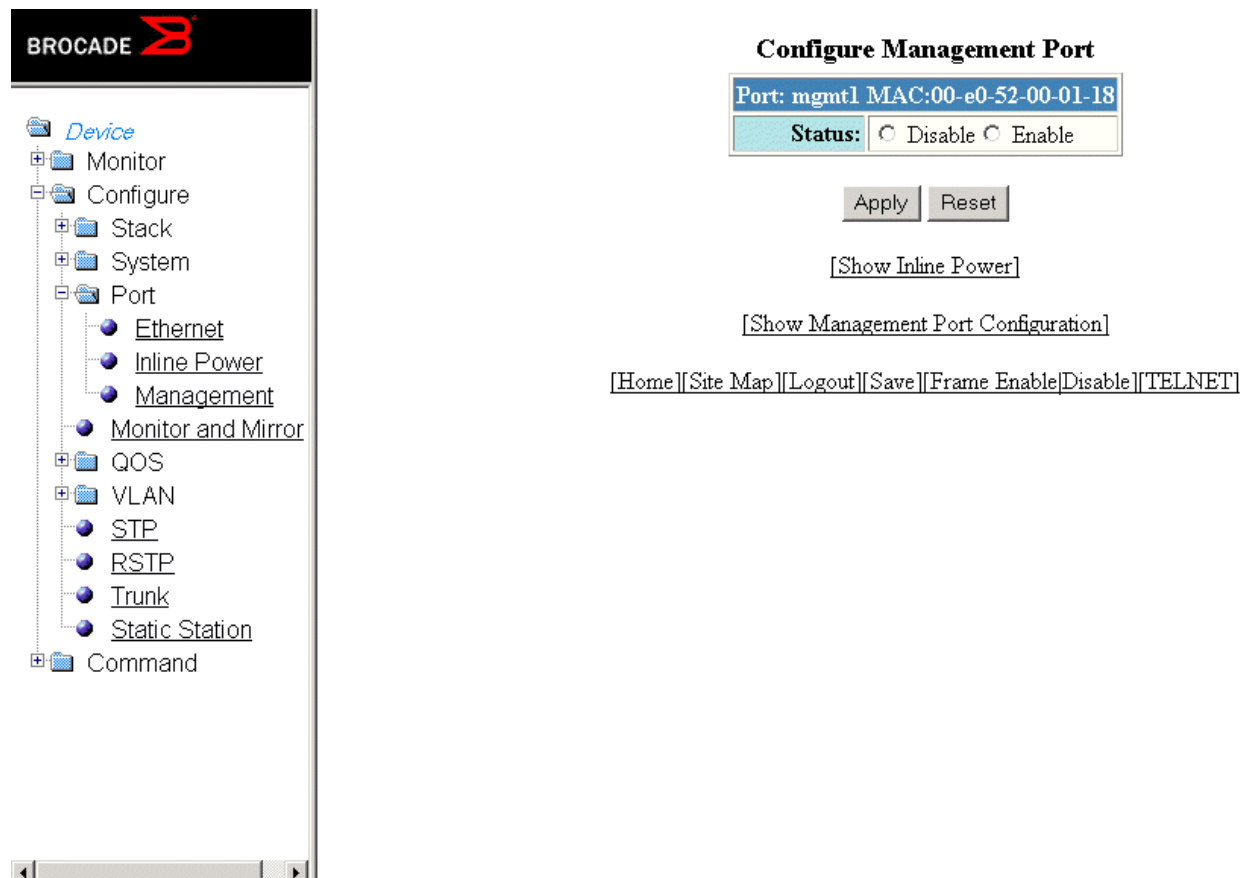 BROCADE
Device
Monitor
Configure
Stack
System
Port
Ethernet
Inline Power
Management
Monitor and Mirror
QOS
VLAN
STP
RSTP
Trunk
Static Station
Command
Configure Management Port
Port: mgmt1 MAC:00-e0-52-00-01-18
Status: Disable Enable
Apply Reset
[Show Inline Power]
[Show Management Port Configuration]
[Home][Site Map][Logout][Save][Frame Enable|Disable][TELNET]